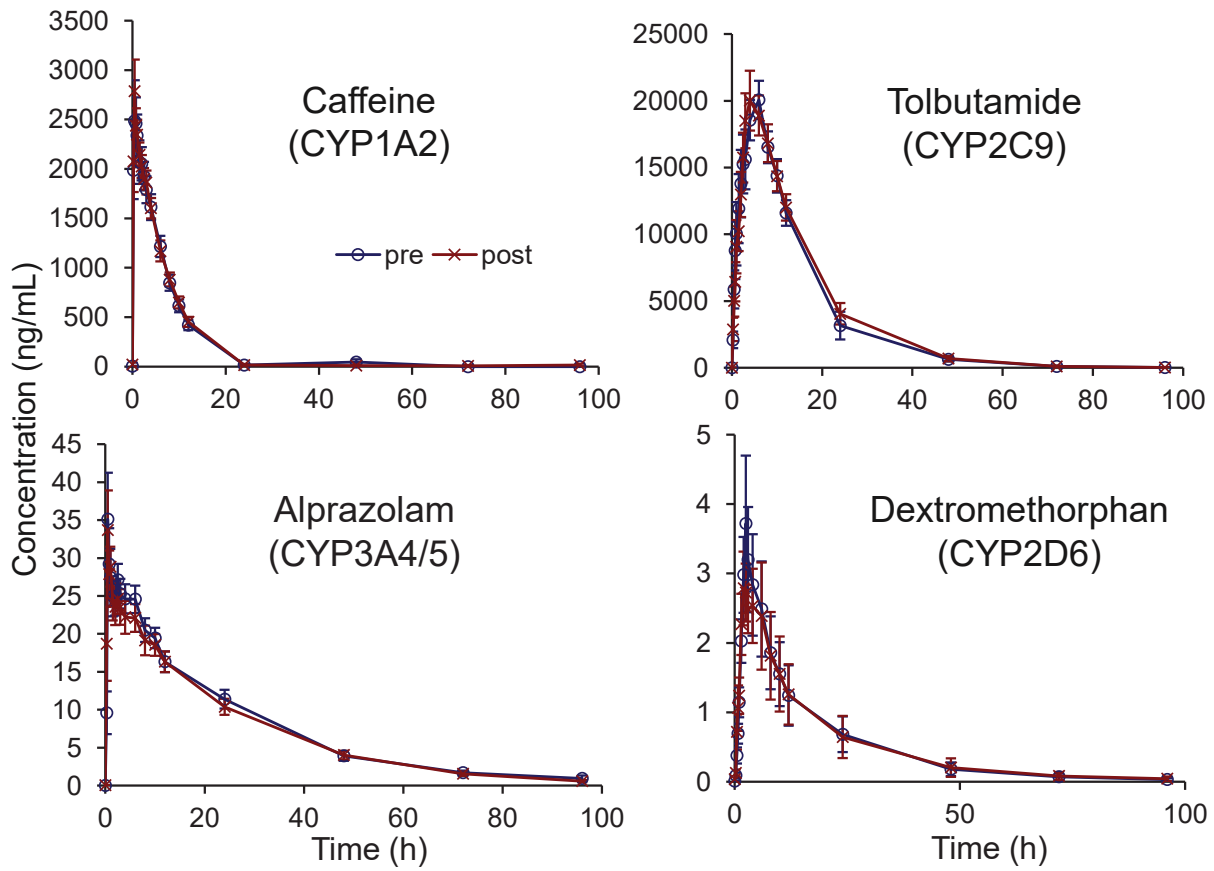 3500
3000
2500
2000
1500
1000
500
0
0 20 40 60 80 100
Caffeine
(CYP1A2)
pre post
25000
20000
15000
10000
5000
0
0 20 40 60 80 100
Tolbutamide
(CYP2C9)
Concentration (ng/mL)
45
40
35
30
25
20
15
10
5
0
0 20 40 60 80 100
Alprazolam
(CYP3A4/5)
Time (h)
5
4
3
2
1
0
0 50 100
Dextromethorphan
(CYP2D6)
Time (h)